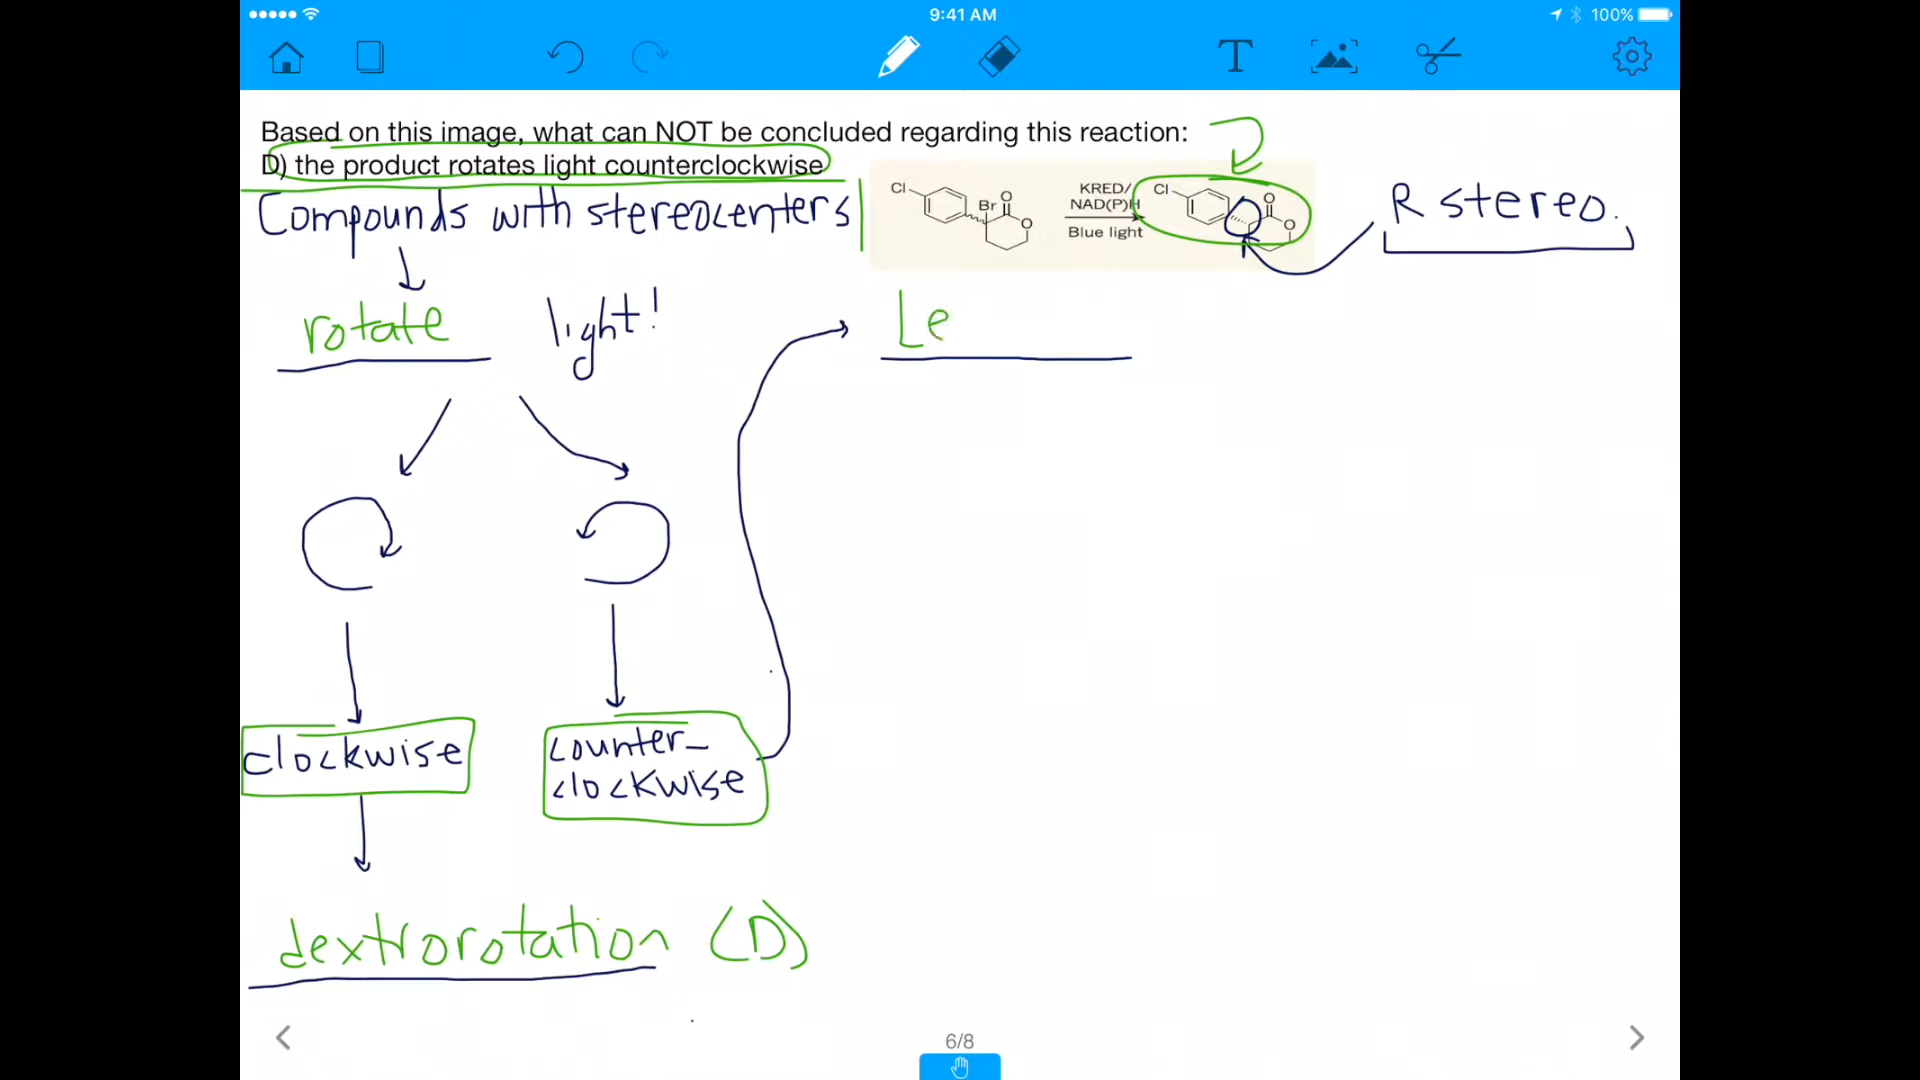 9:41 AM
100%
T
Based on this image, what can NOT be concluded regarding this reaction:
D) the product rotates light counterclockwise
Compounds with stereocenters
Cl
Br
O
O
KRED/
NAD(P)H
Blue light
Cl
O
O
R stereo.
rotate light!
Le
clockwise
counter-
clockwise
dextrorotation (D)
6/8